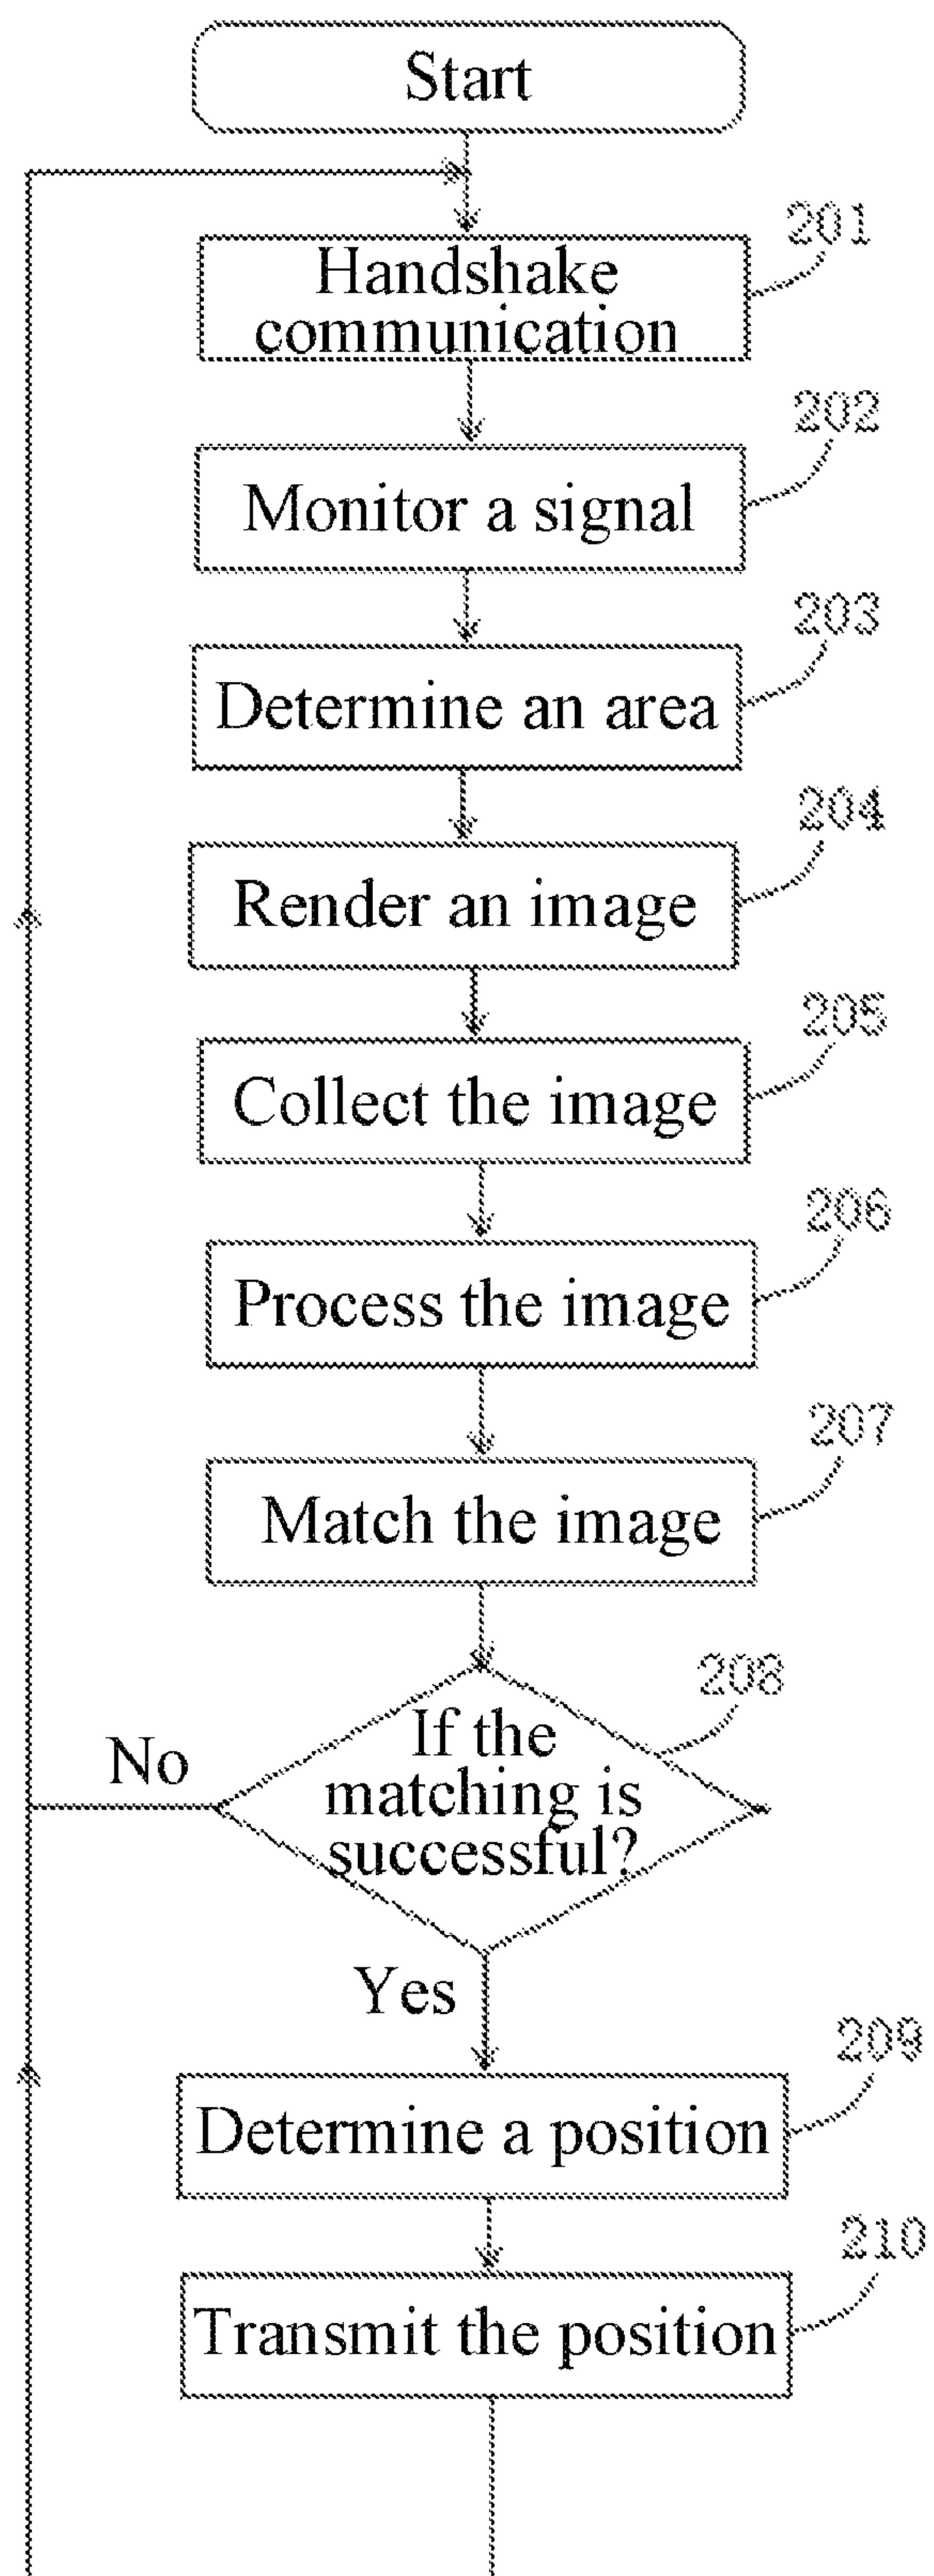 Start
201
Handshake
communication
202
Monitor a signal
203
Determine an area
204
Render an image
205
Collect the image
206
Process the image
207
Match the image
208
If the
matching is
successful?
No
Yes
209
Determine a position
210
Transmit the position